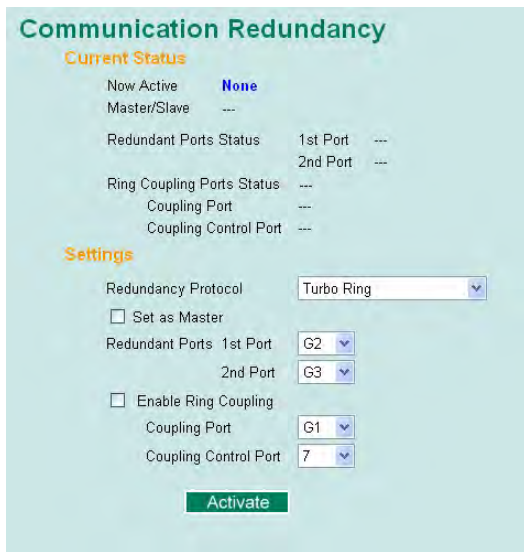 Communication Redundancy
Current Status
Now Active None
Master/Slave ---
Redundant Ports Status 1st Port ---
2nd Port ---
Ring Coupling Ports Status ---
Coupling Port ---
Coupling Control Port ---
Settings
Redundancy Protocol Turbo Ring
Set as Master
Redundant Ports 1st Port G2
2nd Port G3
Enable Ring Coupling
Coupling Port G1
Coupling Control Port 7
Activate